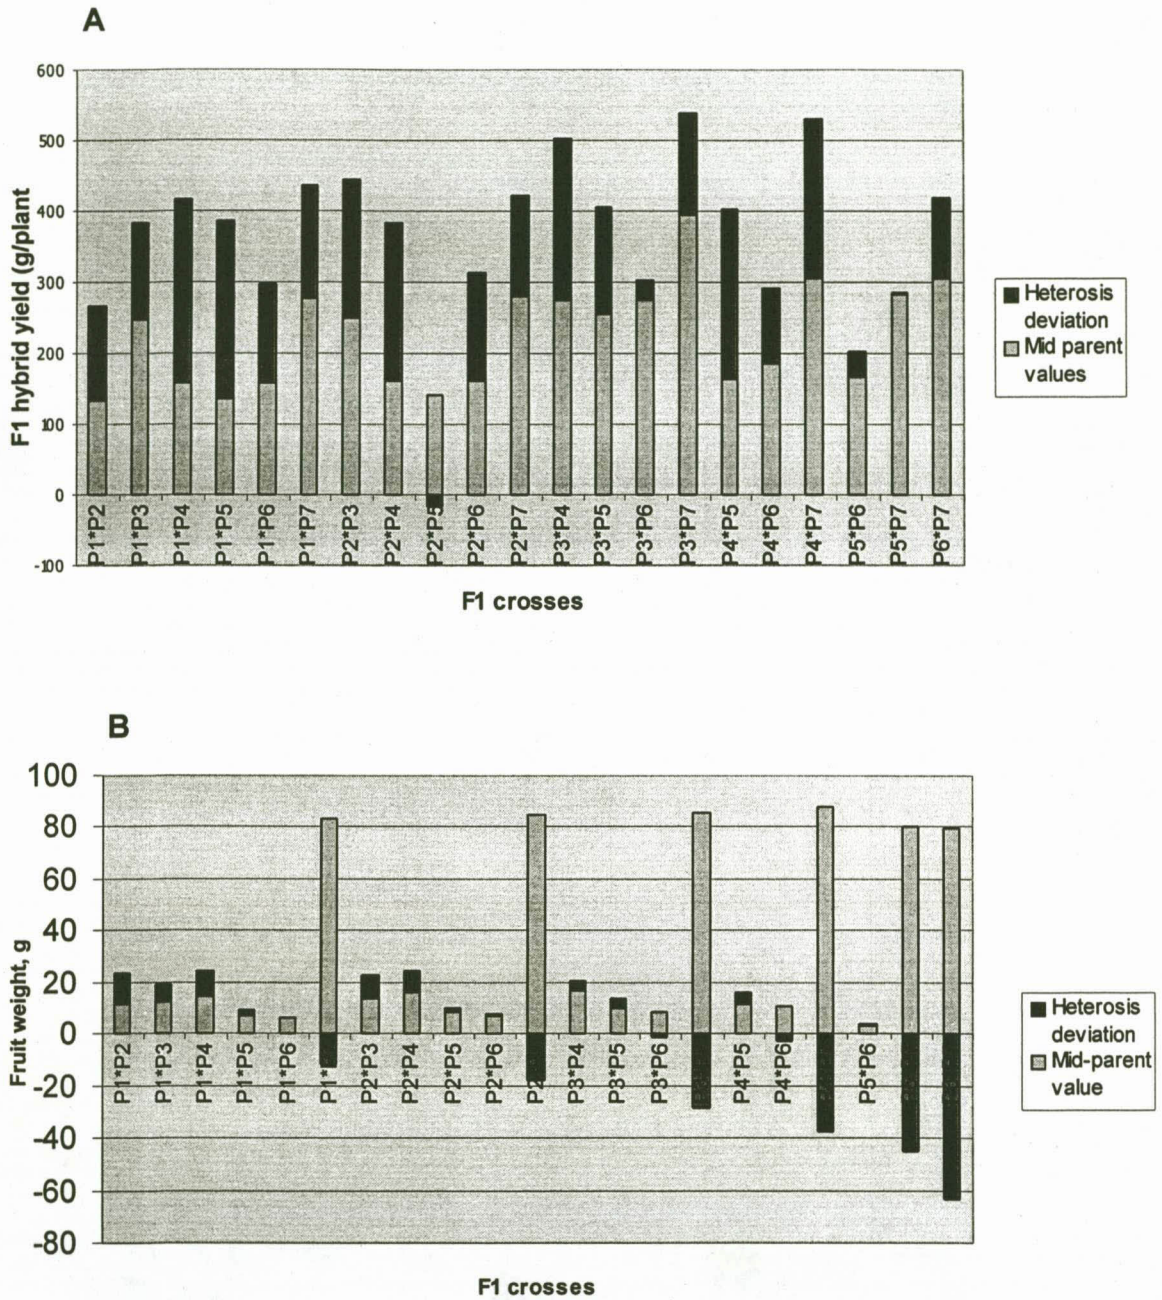 A
600
500
400
300
200
100
0
-100
F1 hybrid yield (g/plant)
P1*P2
P1*P3
P1*P4
P1*P5
P1*P6
P1*P7
P2*P3
P2*P4
P2*P5
P2*P6
P2*P7
P3*P4
P3*P5
P3*P6
P3*P7
P4*P5
P4*P6
P4*P7
P5*P6
P5*P7
P6*P7
F1 crosses
Heterosis
deviation
Mid parent
values
B
100
80
60
40
20
0
-20
-40
-60
-80
Fruit weight, g
P1*P2
P1*P3
P1*P4
P1*P5
P1*P6
P2*P3
P2*P4
P2*P5
P2*P6
P3*P4
P3*P5
P3*P6
P4*P5
P4*P6
P5*P6
F1 crosses
Heterosis
deviation
Mid-parent
value